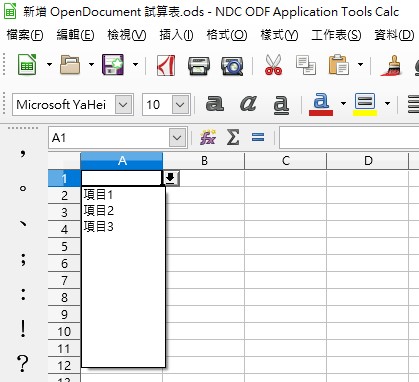 新增 OpenDocument 試算表.ods - NDC ODF Application Tools Calc
檔案(F) 編輯(E) 檢視(V) 插入(I) 格式(O) 樣式(Y) 工作表(S) 資料(D)
Microsoft YaHei 10 a a a a
A1 fx Σ =
A B C D
1
2 項目1
3 項目2
4 項目3
5
6
7
8
9
10
11
12
，
。
、
；
：
！
？